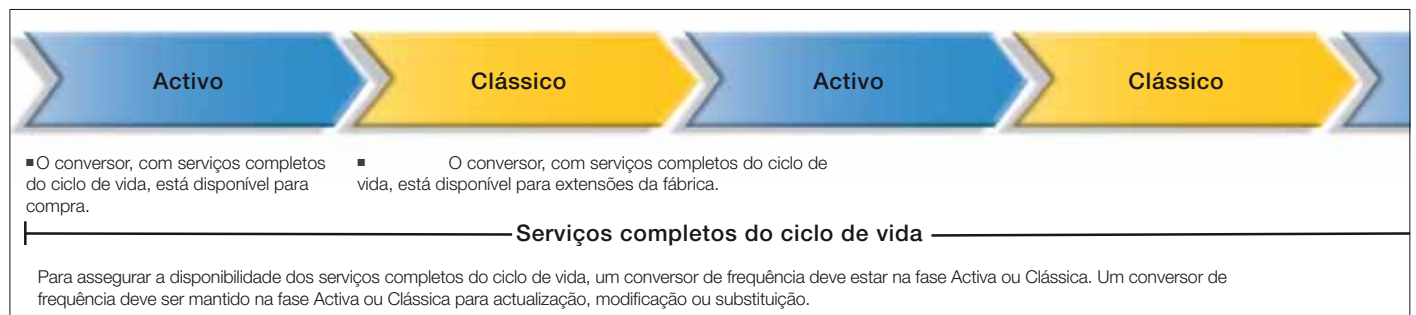 Activo
Clássico
Activo
Clássico
■O conversor, com serviços completos
do ciclo de vida, está disponível para
compra.
■ O conversor, com serviços completos do ciclo de
vida, está disponível para extensões da fábrica.
Serviços completos do ciclo de vida
Para assegurar a disponibilidade dos serviços completos do ciclo de vida, um conversor de frequência deve estar na fase Activa ou Clássica. Um conversor de
frequência deve ser mantido na fase Activa ou Clássica para actualização, modificação ou substituição.